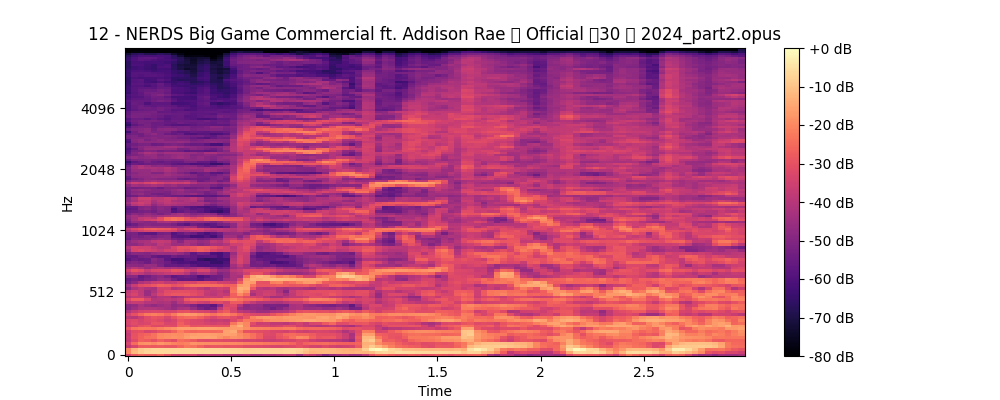 12 - NERDS Big Game Commercial ft. Addison Rae ▯ Official ▯30 ▯ 2024_part2.opus
Hz
4096
2048
1024
512
0
0 0.5 1 1.5 2 2.5
Time
+0 dB
-10 dB
-20 dB
-30 dB
-40 dB
-50 dB
-60 dB
-70 dB
-80 dB